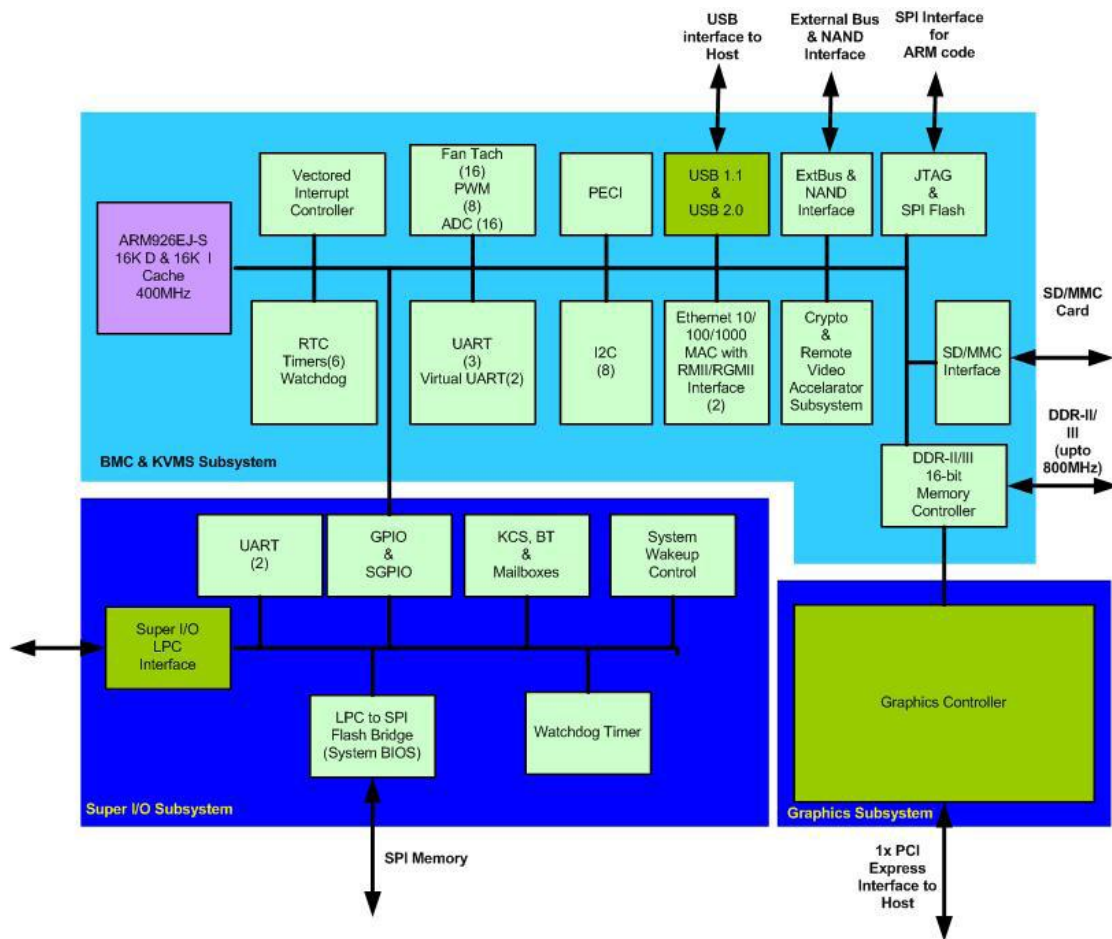 USB
interface to
Host
External Bus
& NAND
Interface
SPI Interface
for
ARM code
Vectored
Interrupt
Controller
Fan Tach
(16)
PWM
(8)
ADC (16)
PECI
USB 1.1
&
USB 2.0
ExtBus &
NAND
Interface
JTAG
&
SPI Flash
ARM926EJ-S
16K D & 16K I
Cache
400MHz
RTC
Timers(6)
Watchdog
UART
(3)
Virtual UART(2)
I2C
(8)
Ethernet 10/
100/1000
MAC with
RMII/RGMII
Interface
(2)
Crypto
&
Remote
Video
Accelarator
Subsystem
SD/MMC
Interface
SD/MMC
Card
BMC & KVMS Subsystem
DDR-II/III
16-bit
Memory
Controller
DDR-II/
III
(upto
800MHz)
UART
(2)
GPIO
&
SGPIO
KCS, BT
&
Mailboxes
System
Wakeup
Control
Super I/O
LPC
Interface
LPC to SPI
Flash Bridge
(System BIOS)
Watchdog Timer
Super I/O Subsystem
Graphics Controller
Graphics Subsystem
SPI Memory
1x PCI
Express
Interface to
Host